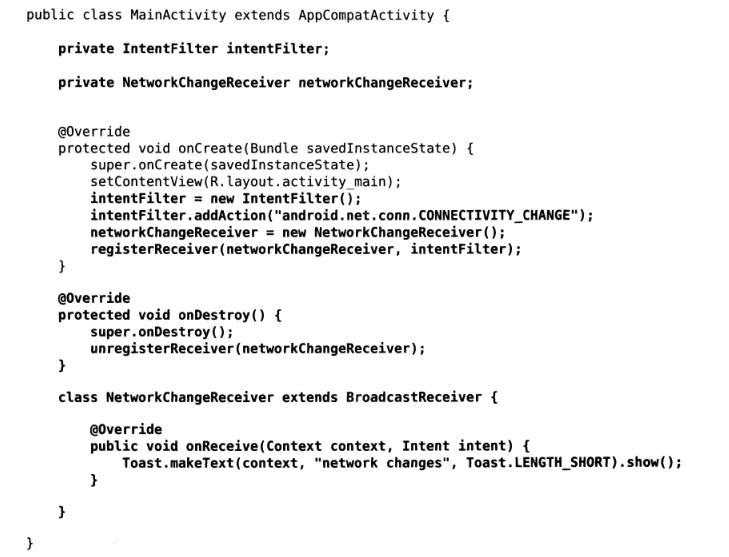 public class MainActivity extends AppCompatActivity {
private IntentFilter intentFilter;
private NetworkChangeReceiver networkChangeReceiver;
@Override
protected void onCreate(Bundle savedInstanceState) {
super.onCreate(savedInstanceState);
setContentView(R.layout.activity_main);
intentFilter = new IntentFilter();
intentFilter.addAction("android.net.conn.CONNECTIVITY_CHANGE");
networkChangeReceiver = new NetworkChangeReceiver();
registerReceiver(networkChangeReceiver, intentFilter);
}
@Override
protected void onDestroy() {
super.onDestroy();
unregisterReceiver(networkChangeReceiver);
}
class NetworkChangeReceiver extends BroadcastReceiver {
@Override
public void onReceive(Context context, Intent intent) {
Toast.makeText(context, "network changes", Toast.LENGTH_SHORT).show();
}
}
}